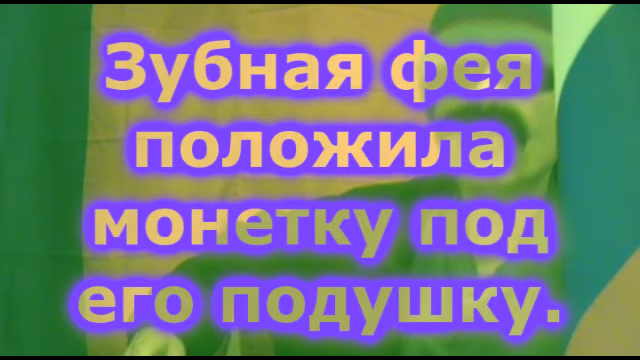 Зубная фея
положила
монетку под
его подушку.